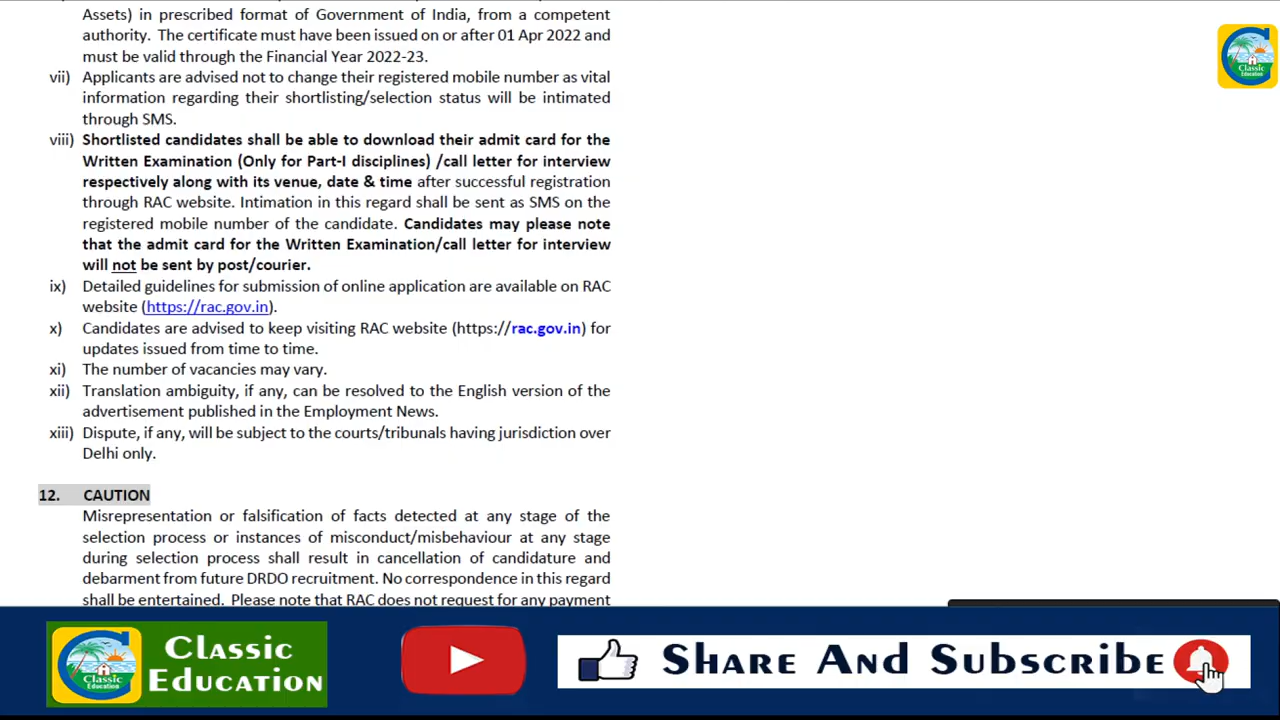 Assets) in prescribed format of Government of India, from a competent
authority. The certificate must have been issued on or after 01 Apr 2022 and
must be valid through the Financial Year 2022-23.
vii) Applicants are advised not to change their registered mobile number as vital
information regarding their shortlisting/selection status will be intimated
through SMS.
viii) Shortlisted candidates shall be able to download their admit card for the
Written Examination (Only for Part-I disciplines) /call letter for interview
respectively along with its venue, date & time after successful registration
through RAC website. Intimation in this regard shall be sent as SMS on the
registered mobile number of the candidate. Candidates may please note
that the admit card for the Written Examination/call letter for interview
will not be sent by post/courier.
ix) Detailed guidelines for submission of online application are available on RAC
website (https://rac.gov.in).
x) Candidates are advised to keep visiting RAC website (https://rac.gov.in) for
updates issued from time to time.
xi) The number of vacancies may vary.
xii) Translation ambiguity, if any, can be resolved to the English version of the
advertisement published in the Employment News.
xiii) Dispute, if any, will be subject to the courts/tribunals having jurisdiction over
Delhi only.
12. CAUTION
Misrepresentation or falsification of facts detected at any stage of the
selection process or instances of misconduct/misbehaviour at any stage
during selection process shall result in cancellation of candidature and
debarment from future DRDO recruitment. No correspondence in this regard
shall be entertained. Please note that RAC does not request for any payment
Classic
Education
Classic
Education
Classic
Education
Share And Subscribe